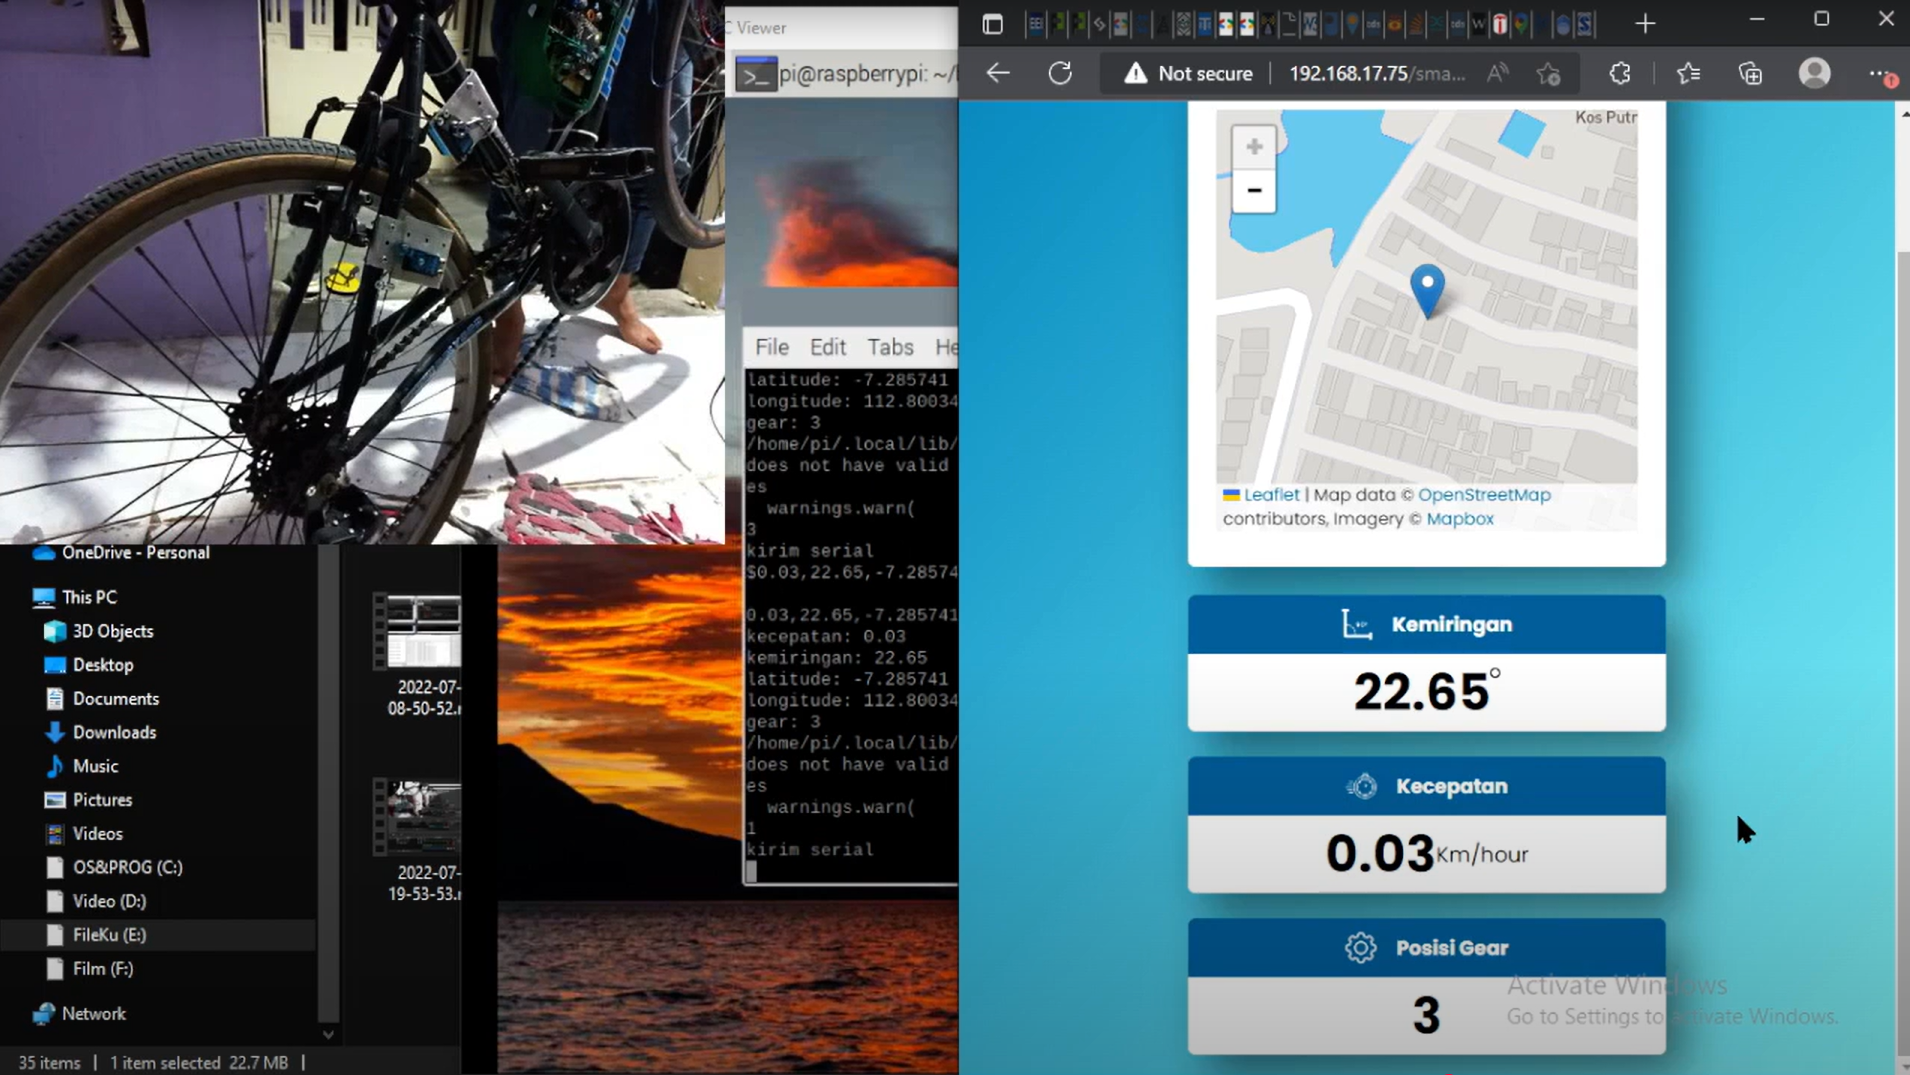 C Viewer
pi@raspberrypi: ~/
File Edit Tabs He
latitude: -7.285741
longitude: 112.80034
gear: 3
/home/pi/.local/lib/
does not have valid
es
warnings.warn(
3
kirim serial
$0.03,22.65,-7.28574
0.03,22.65,-7.285741
kecepatan: 0.03
kemiringan: 22.65
latitude: -7.285741
longitude: 112.80034
gear: 3
/home/pi/.local/lib/
does not have valid
es
warnings.warn(
1
kirim serial
OneDrive - Personal
This PC
3D Objects
Desktop
Documents
Downloads
Music
Pictures
Videos
OS&PROG (C:)
Video (D:)
FileKu (E:)
Film (F:)
Network
35 items | 1 item selected 22.7 MB |
2022-07-
08-50-52.
2022-07-
19-53-53.
Not secure | 192.168.17.75/sma...
Kos Putr
+
-
Leaflet | Map data © OpenStreetMap
contributors, Imagery © Mapbox
Kemiringan
22.65°
Kecepatan
0.03 Km/hour
Posisi Gear
3
Activate Windows
Go to Settings to activate Windows.